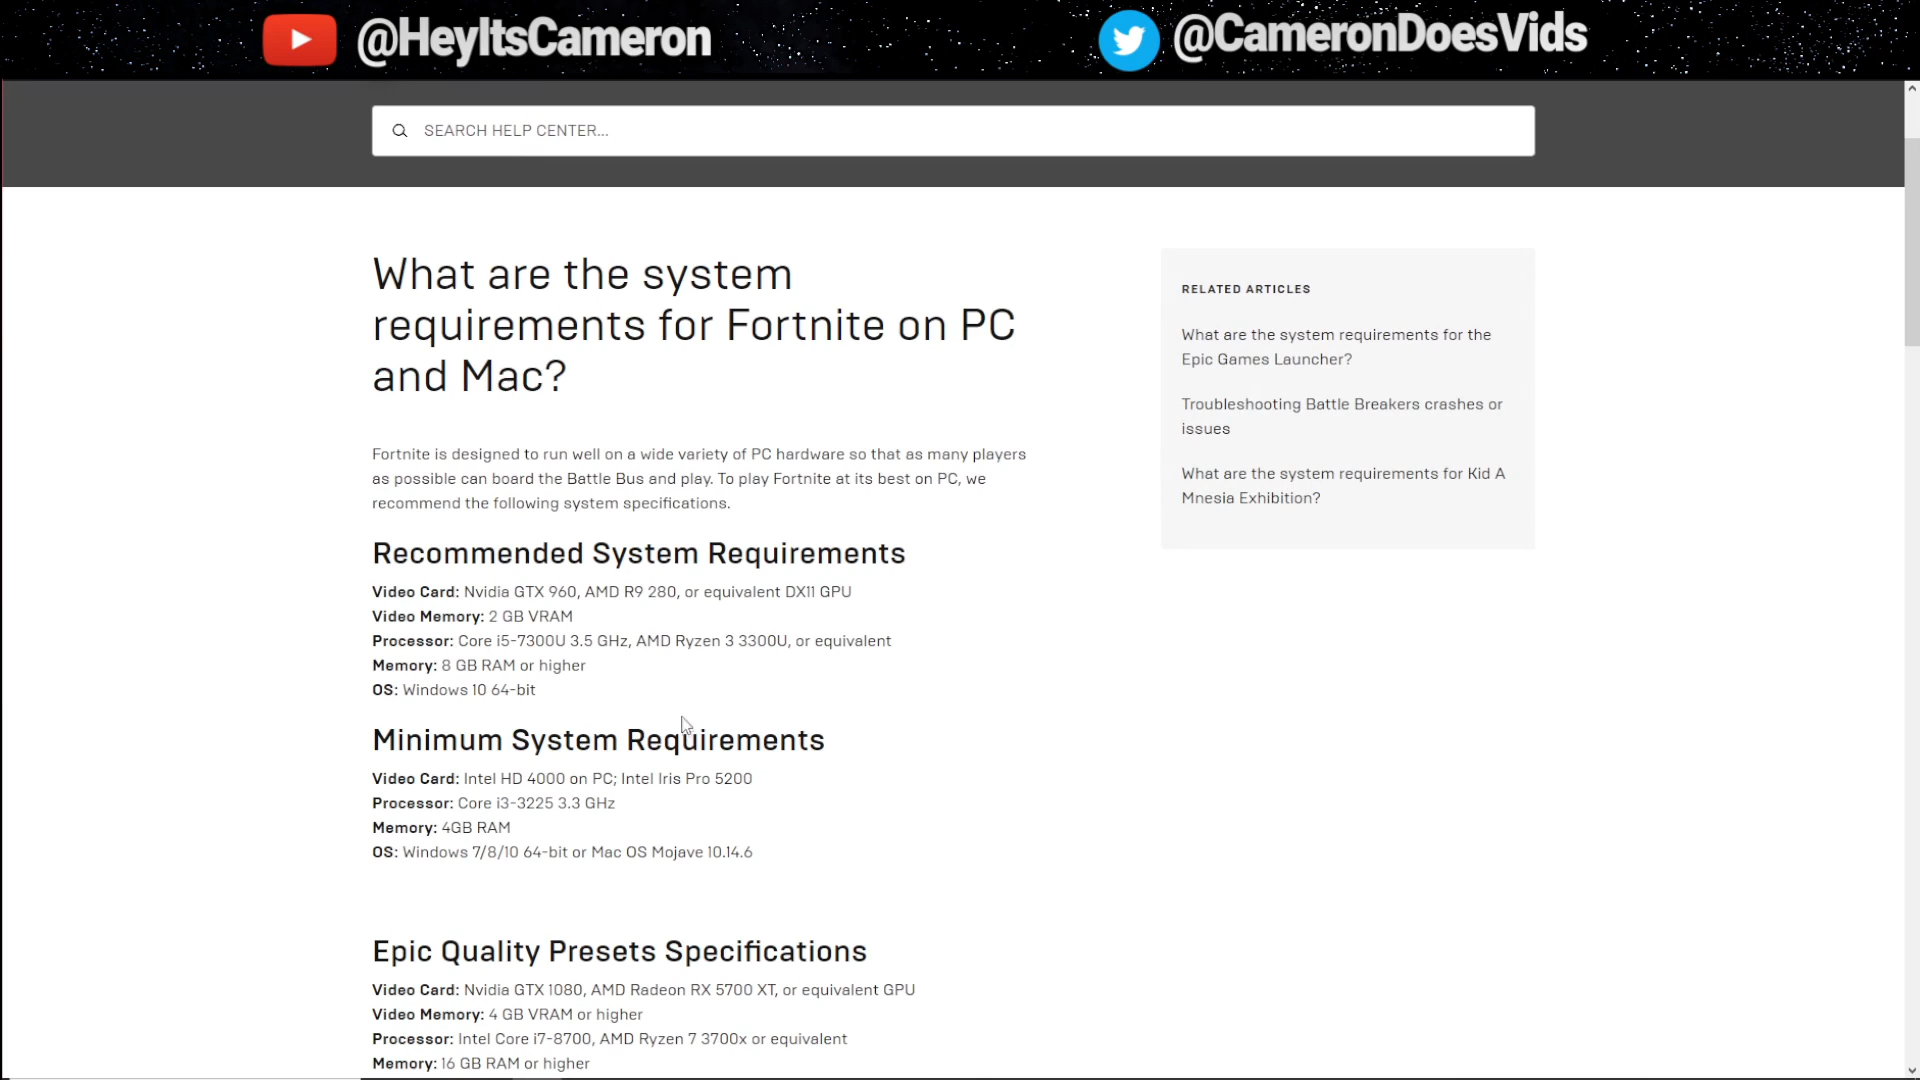 @HeyItsCameron
@CameronDoesVids
SEARCH HELP CENTER...
What are the system
requirements for Fortnite on PC
and Mac?
Fortnite is designed to run well on a wide variety of PC hardware so that as many players
as possible can board the Battle Bus and play. To play Fortnite at its best on PC, we
recommend the following system specifications.
Recommended System Requirements
Video Card: Nvidia GTX 960, AMD R9 280, or equivalent DX11 GPU
Video Memory: 2 GB VRAM
Processor: Core i5-7300U 3.5 GHz, AMD Ryzen 3 3300U, or equivalent
Memory: 8 GB RAM or higher
OS: Windows 10 64-bit
Minimum System Requirements
Video Card: Intel HD 4000 on PC; Intel Iris Pro 5200
Processor: Core i3-3225 3.3 GHz
Memory: 4GB RAM
OS: Windows 7/8/10 64-bit or Mac OS Mojave 10.14.6
Epic Quality Presets Specifications
Video Card: Nvidia GTX 1080, AMD Radeon RX 5700 XT, or equivalent GPU
Video Memory: 4 GB VRAM or higher
Processor: Intel Core i7-8700, AMD Ryzen 7 3700x or equivalent
Memory: 16 GB RAM or higher
RELATED ARTICLES
What are the system requirements for the
Epic Games Launcher?
Troubleshooting Battle Breakers crashes or
issues
What are the system requirements for Kid A
Mnesia Exhibition?